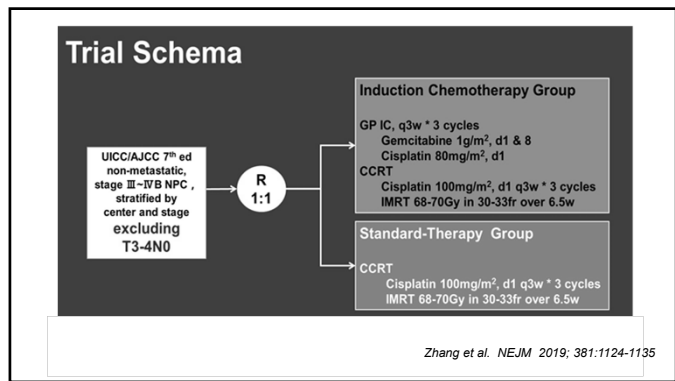 Trial Schema
UICC/AJCC 7th ed
non-metastatic,
stage Ⅲ~ⅣB NPC ,
stratified by
center and stage
excluding
T3-4N0
R
1:1
Induction Chemotherapy Group
GP IC, q3w * 3 cycles
Gemcitabine 1g/m², d1 & 8
Cisplatin 80mg/m², d1
CCRT
Cisplatin 100mg/m², d1 q3w * 3 cycles
IMRT 68-70Gy in 30-33fr over 6.5w
Standard-Therapy Group
CCRT
Cisplatin 100mg/m², d1 q3w * 3 cycles
IMRT 68-70Gy in 30-33fr over 6.5w
Zhang et al. NEJM 2019; 381:1124-1135